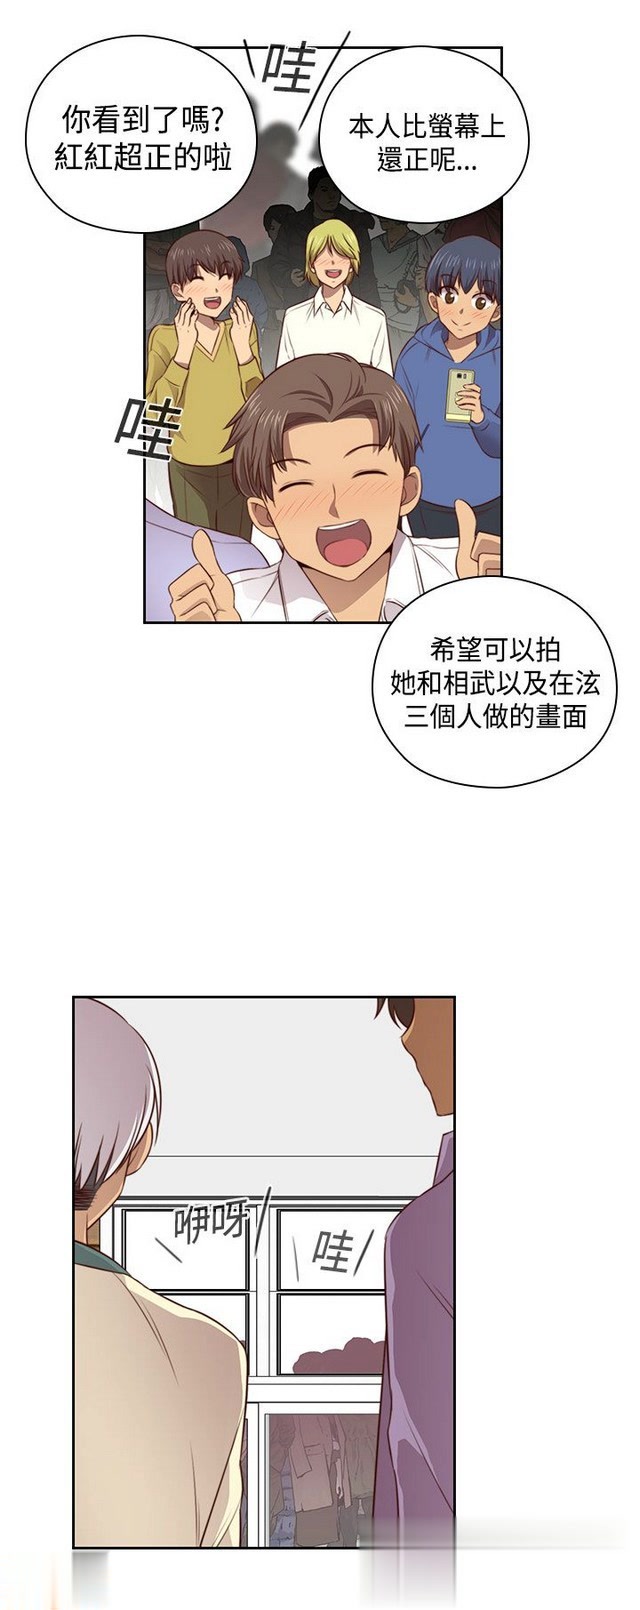 哇
你看到了嗎?
紅紅超正的啦
本人比螢幕上
還正呢...
哇
希望可以拍
她和相武以及在泫
三個人做的畫面
咿呀
哇